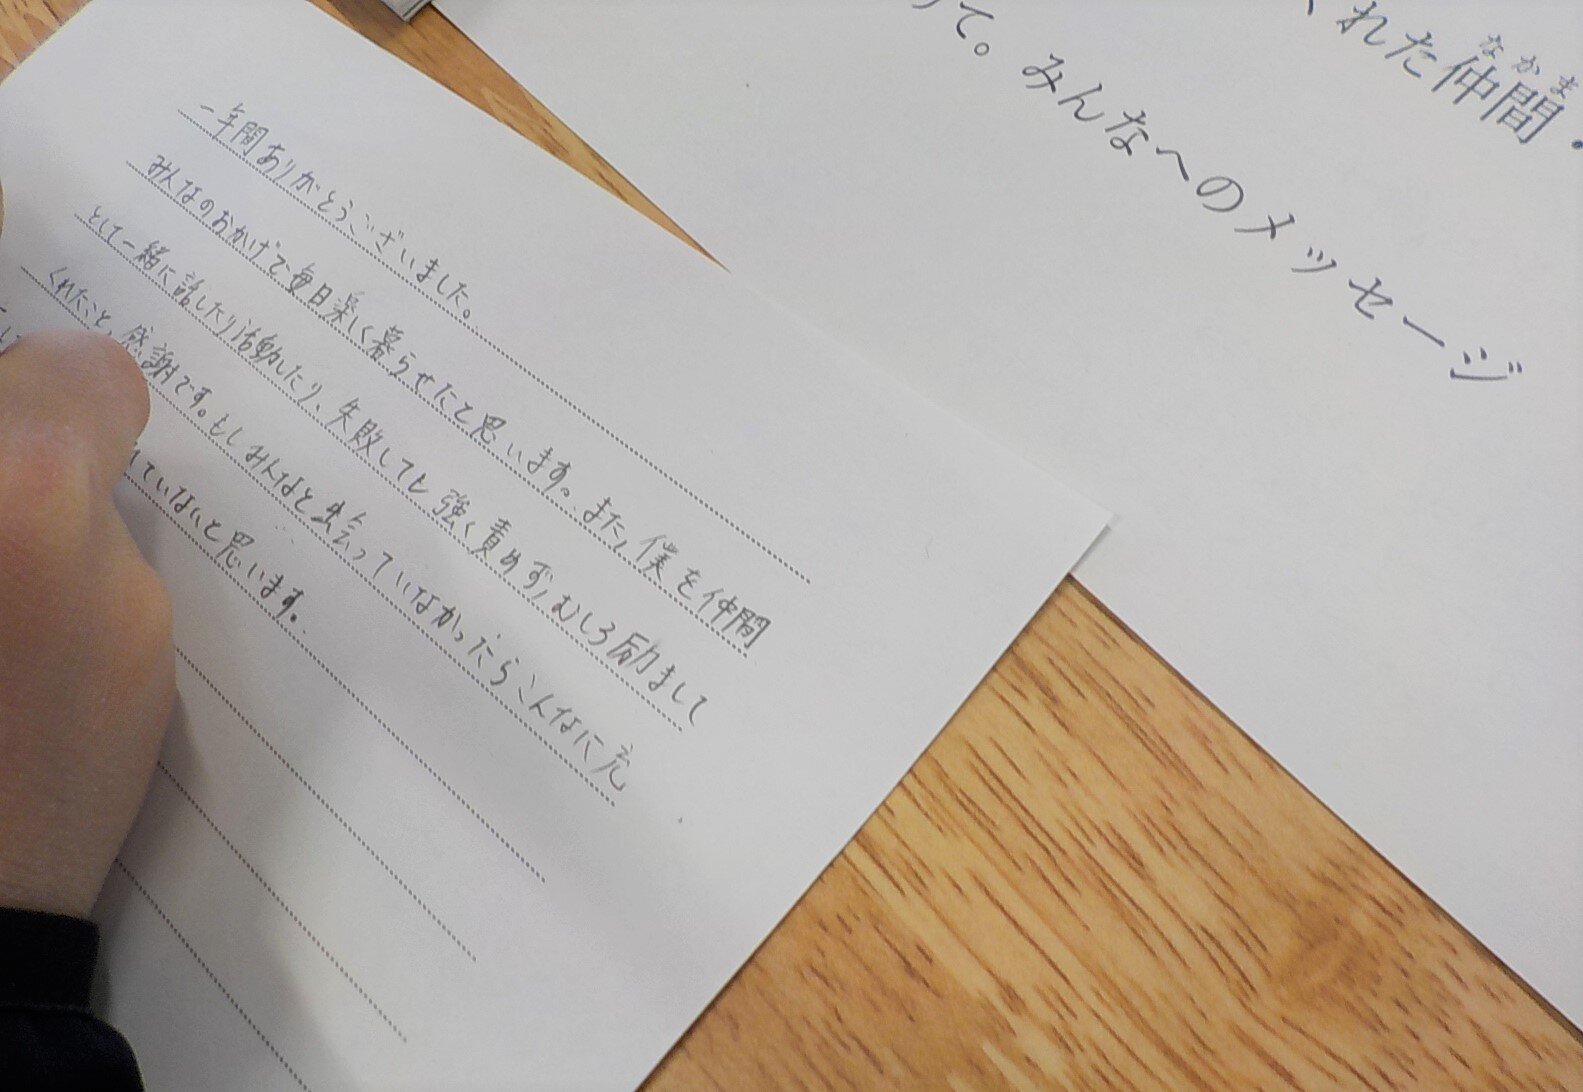 一年間ありがとうございました。
みんなのおかげで毎日楽しく暮らせたと思います。また、僕を仲間
として一緒に話したり活動したり、失敗しても強く責めず、むしろ励まして
くれたこと、感謝です。もしみんなと出会っていなかったらこんなに充
ていないと思います。
くれた仲間・
なかま
って。みんなへのメッセージ